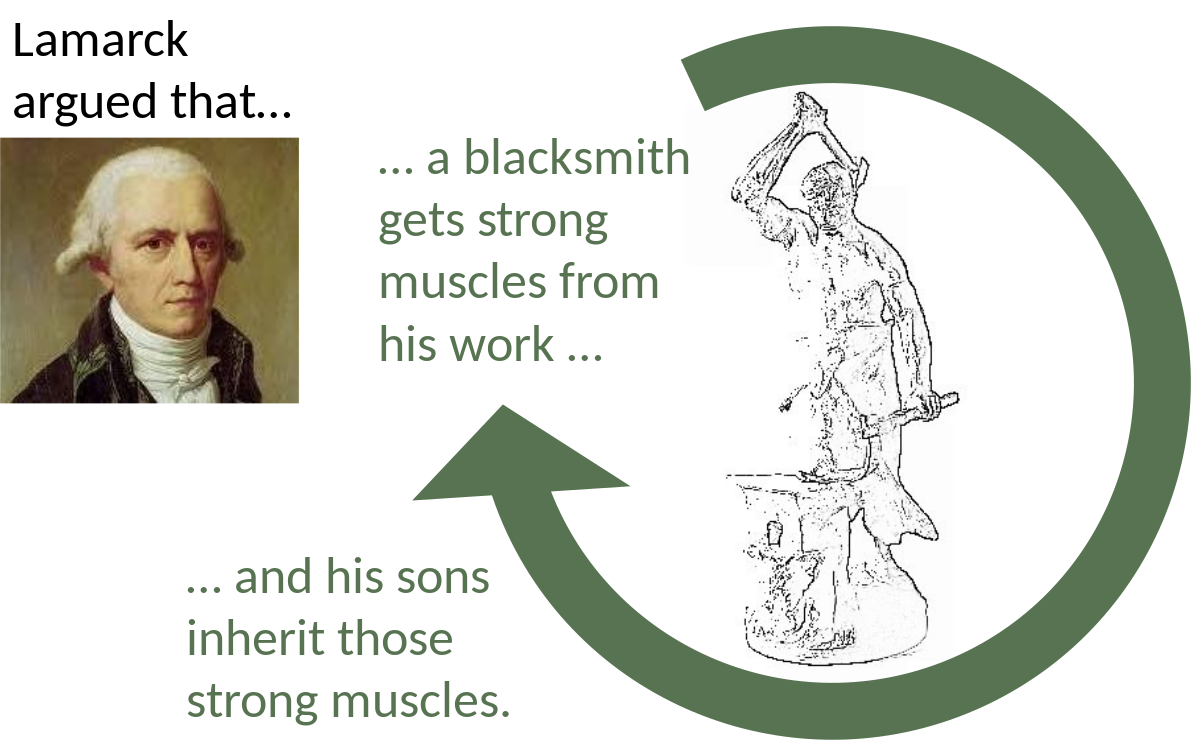 Lamarck
argued that…
… a blacksmith
gets strong
muscles from
his work …
… and his sons
inherit those
strong muscles.